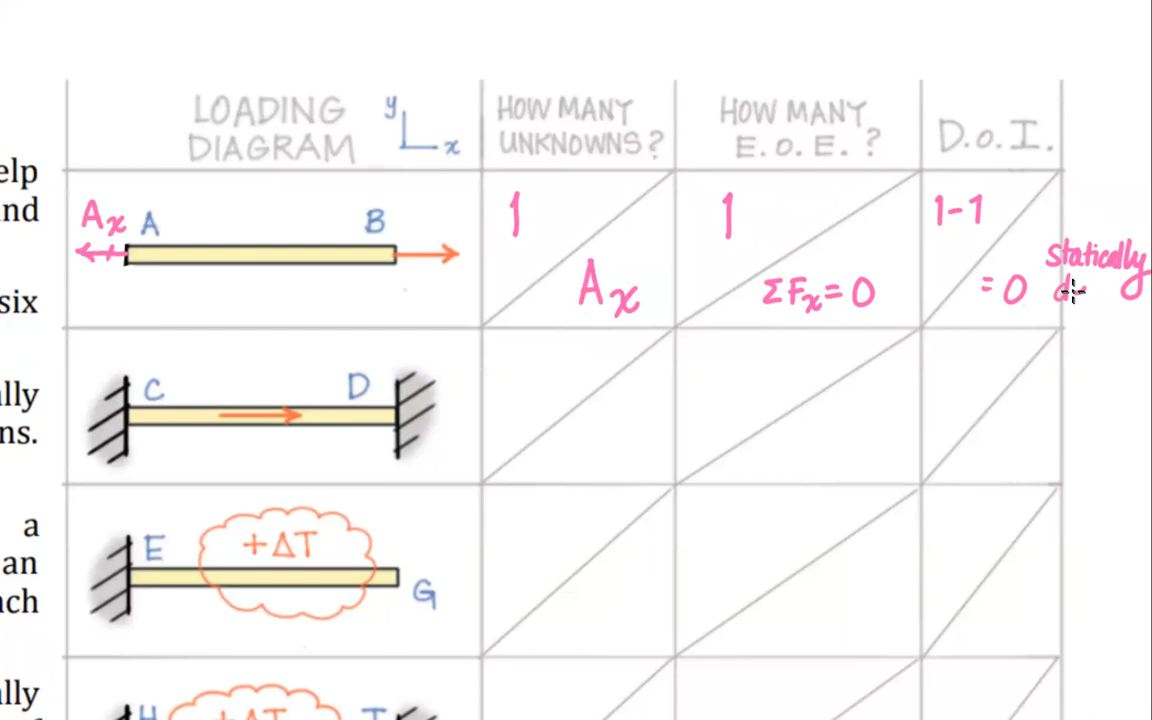 elp
nd
six
lly
ns.
a
an
ch
lly
LOADING
DIAGRAM
y
x
HOW MANY
UNKNOWNS?
HOW MANY
E.O.E.?
D.O.I.
Ax A B
1
Ax
1
ΣFx=0
1-1
=0
statically
C D
E +ΔT
G
H +ΔT